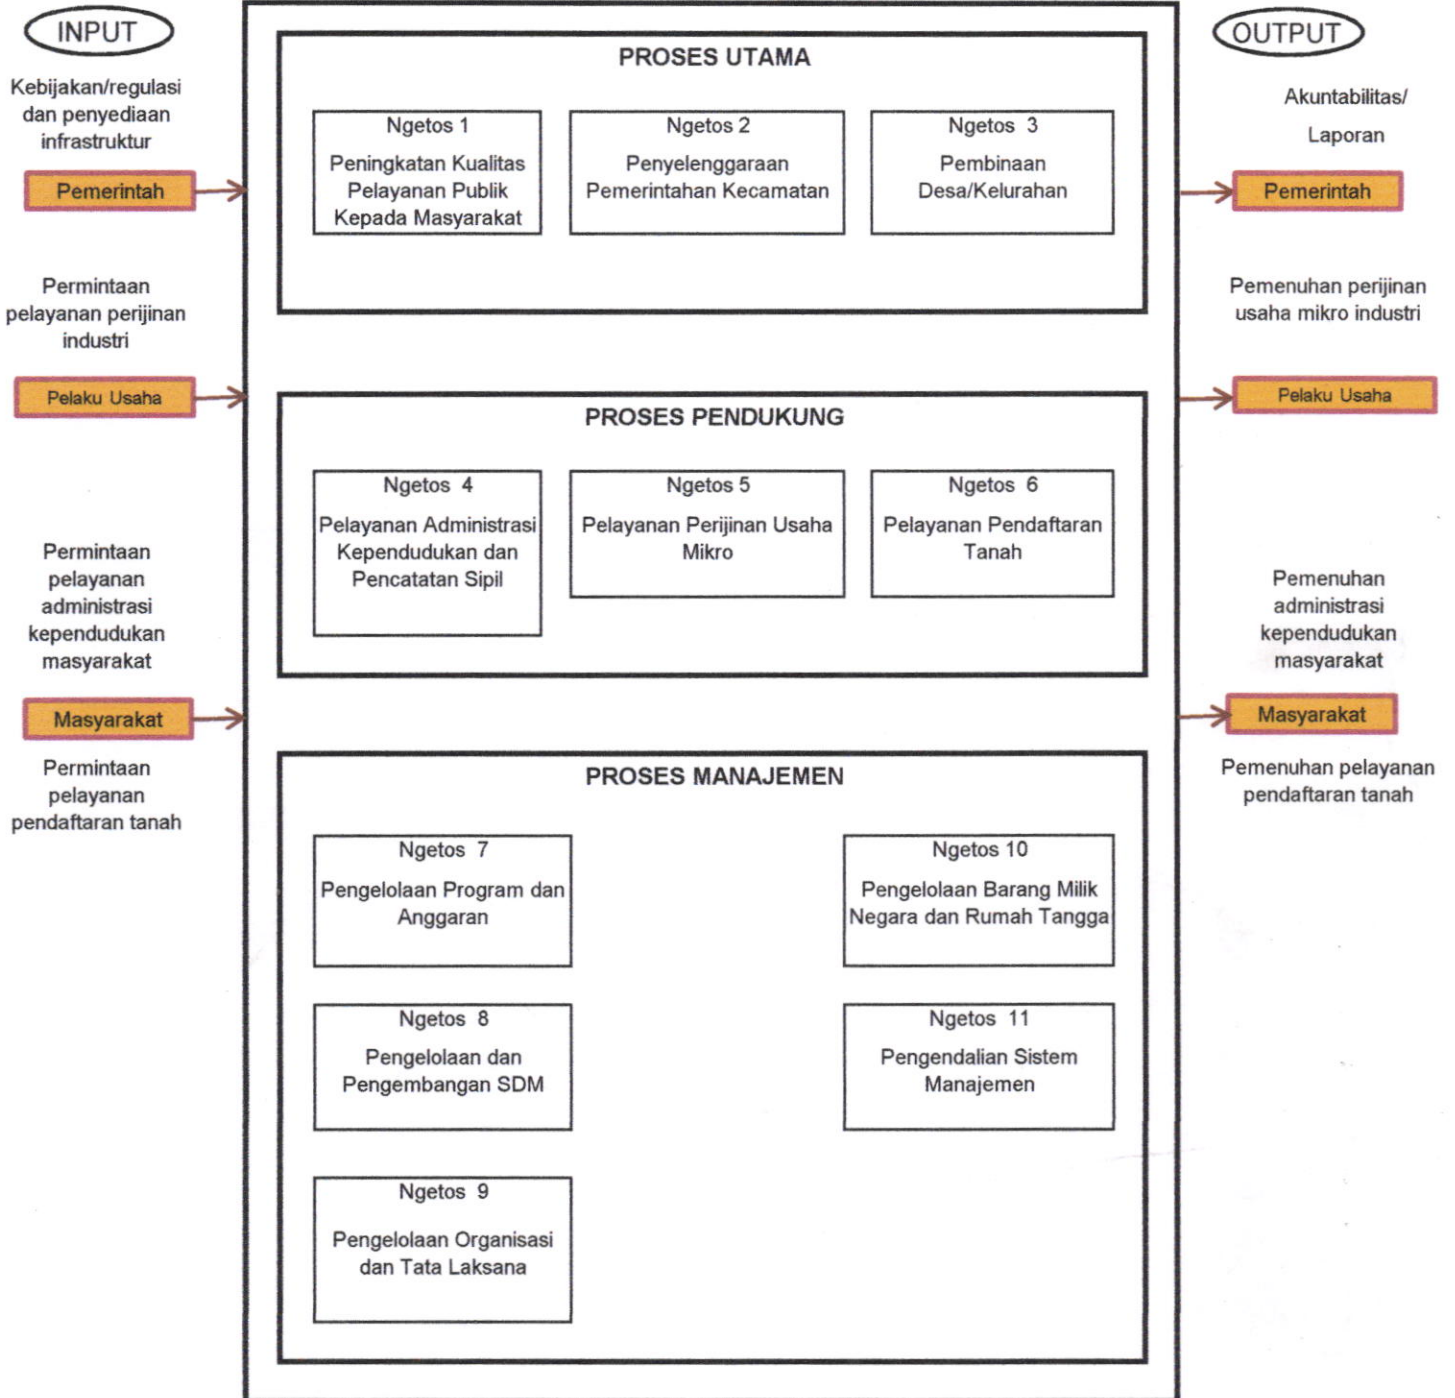 INPUT
Kebijakan/regulasi
dan penyediaan
infrastruktur
Pemerintah
Permintaan
pelayanan perijinan
industri
Pelaku Usaha
Permintaan
pelayanan
administrasi
kependudukan
masyarakat
Masyarakat
Permintaan
pelayanan
pendaftaran tanah
PROSES UTAMA
Ngetos 1
Peningkatan Kualitas
Pelayanan Publik
Kepada Masyarakat
Ngetos 2
Penyelenggaraan
Pemerintahan Kecamatan
Ngetos 3
Pembinaan
Desa/Kelurahan
PROSES PENDUKUNG
Ngetos 4
Pelayanan Administrasi
Kependudukan dan
Pencatatan Sipil
Ngetos 5
Pelayanan Perijinan Usaha
Mikro
Ngetos 6
Pelayanan Pendaftaran
Tanah
PROSES MANAJEMEN
Ngetos 7
Pengelolaan Program dan
Anggaran
Ngetos 8
Pengelolaan dan
Pengembangan SDM
Ngetos 9
Pengelolaan Organisasi
dan Tata Laksana
Ngetos 10
Pengelolaan Barang Milik
Negara dan Rumah Tangga
Ngetos 11
Pengendalian Sistem
Manajemen
OUTPUT
Akuntabilitas/
Laporan
Pemerintah
Pemenuhan perijinan
usaha mikro industri
Pelaku Usaha
Pemenuhan
administrasi
kependudukan
masyarakat
Masyarakat
Pemenuhan pelayanan
pendaftaran tanah